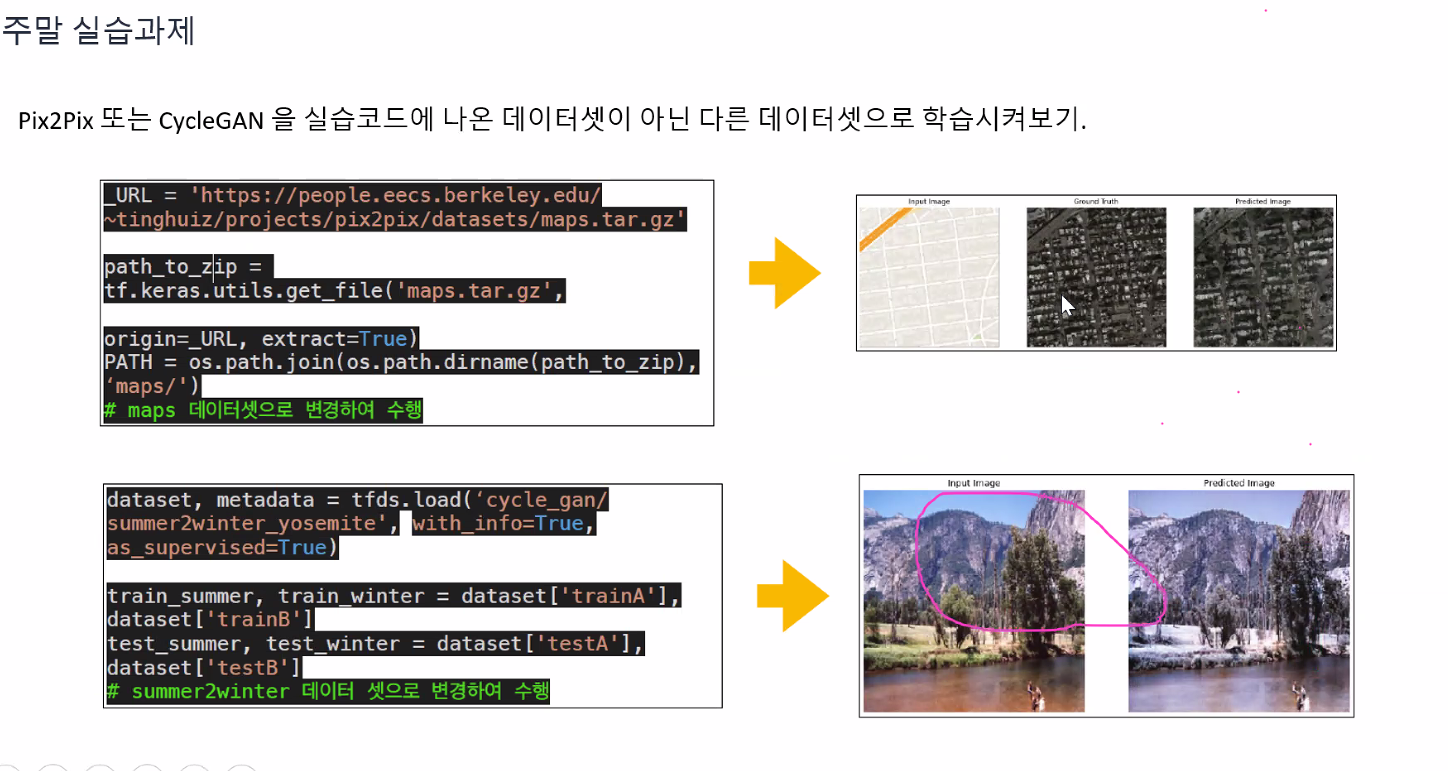 주말 실습과제
Pix2Pix 또는 CycleGAN 을 실습코드에 나온 데이터셋이 아닌 다른 데이터셋으로 학습시켜보기.
_URL = 'https://people.eecs.berkeley.edu/
~tinghuiz/projects/pix2pix/datasets/maps.tar.gz'
path_to_zip =
tf.keras.utils.get_file('maps.tar.gz',
origin=_URL, extract=True)
PATH = os.path.join(os.path.dirname(path_to_zip),
‘maps/')
# maps 데이터셋으로 변경하여 수행
Input Image
Ground Truth
Predicted Image
dataset, metadata = tfds.load(‘cycle_gan/
summer2winter_yosemite', with_info=True,
as_supervised=True)
train_summer, train_winter = dataset['trainA'],
dataset['trainB']
test_summer, test_winter = dataset['testA'],
dataset['testB']
# summer2winter 데이터 셋으로 변경하여 수행
Input Image
Predicted Image